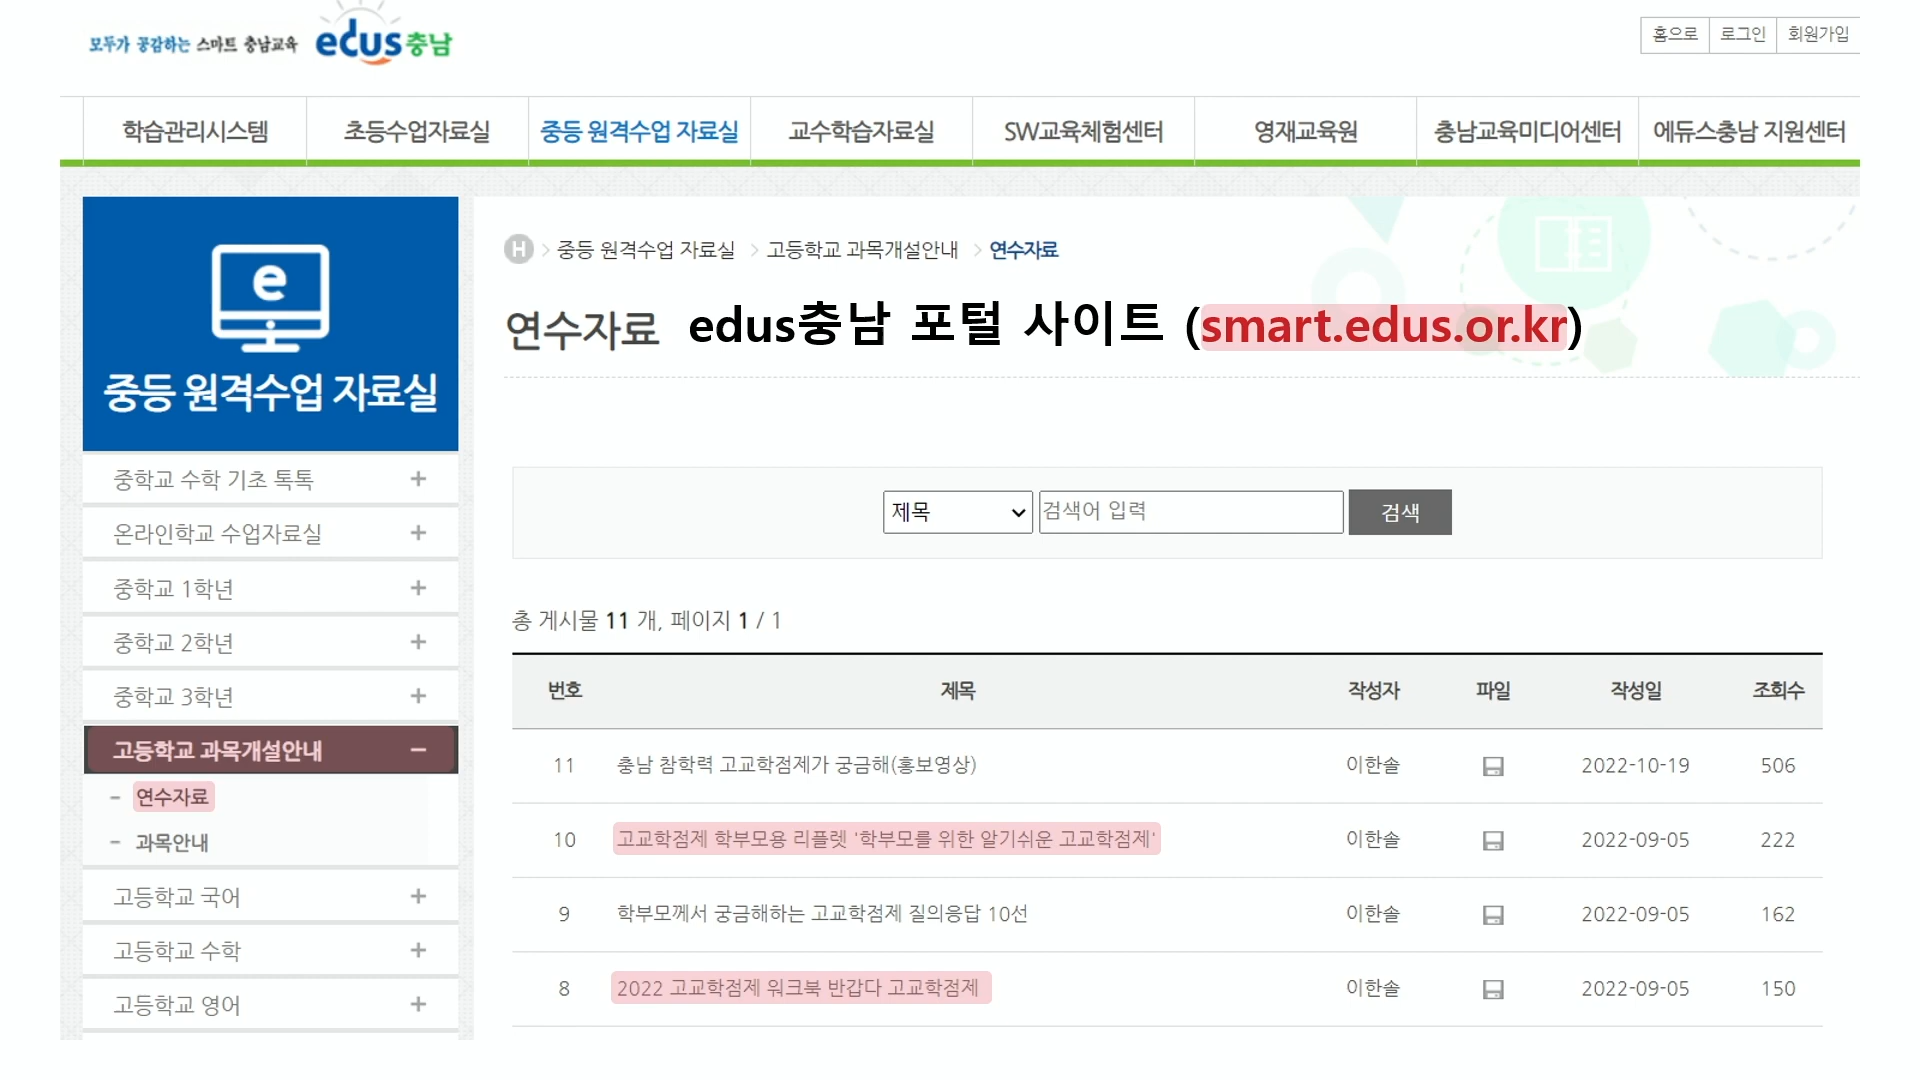 모두가 공감하는 스마트 충남교육 edus충남
홈으로 로그인 회원가입
학습관리시스템 초등수업자료실 중등 원격수업 자료실 교수학습자료실 SW교육체험센터 영재교육원 충남교육미디어센터 에듀스충남 지원센터
e
중등 원격수업 자료실
중학교 수학 기초 톡톡 +
온라인학교 수업자료실 +
중학교 1학년 +
중학교 2학년 +
중학교 3학년 +
고등학교 과목개설안내 −
- 연수자료
- 과목안내
고등학교 국어 +
고등학교 수학 +
고등학교 영어 +
H > 중등 원격수업 자료실 > 고등학교 과목개설안내 > 연수자료
연수자료 edus충남 포털 사이트 (smart.edus.or.kr)
제목 검색어 입력 검색
총 게시물 11 개, 페이지 1 / 1
번호 제목 작성자 파일 작성일 조회수
11 충남 참학력 고교학점제가 궁금해(홍보영상) 이한솔 2022-10-19 506
10 고교학점제 학부모용 리플렛 '학부모를 위한 알기쉬운 고교학점제' 이한솔 2022-09-05 222
9 학부모께서 궁금해하는 고교학점제 질의응답 10선 이한솔 2022-09-05 162
8 2022 고교학점제 워크북 반갑다 고교학점제 이한솔 2022-09-05 150